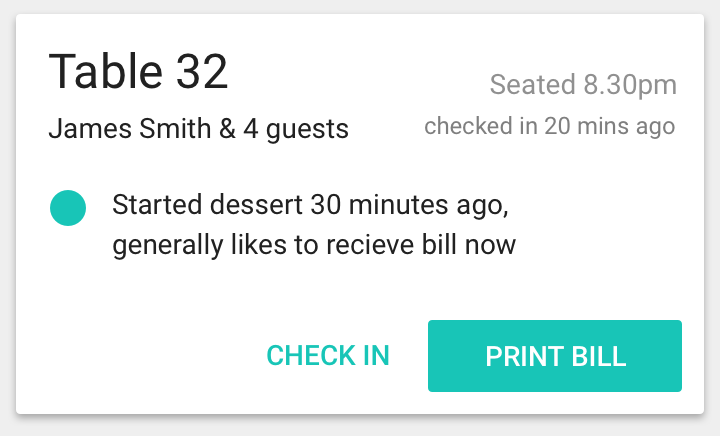 Table 32
Seated 8.30pm
James Smith & 4 guests
checked in 20 mins ago
Started dessert 30 minutes ago,
generally likes to recieve bill now
CHECK IN
PRINT BILL